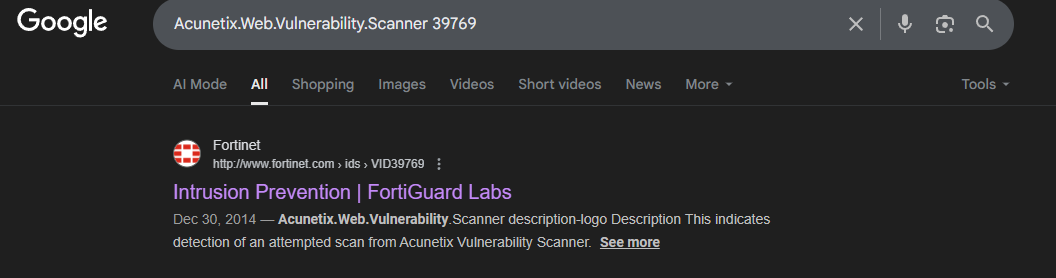 Google
Acunetix.Web.Vulnerability.Scanner 39769
AI Mode All Shopping Images Videos Short videos News More Tools
Fortinet
http://www.fortinet.com › ids › VID39769
Intrusion Prevention | FortiGuard Labs
Dec 30, 2014 — Acunetix.Web.Vulnerability.Scanner description-logo Description This indicates
detection of an attempted scan from Acunetix Vulnerability Scanner. See more